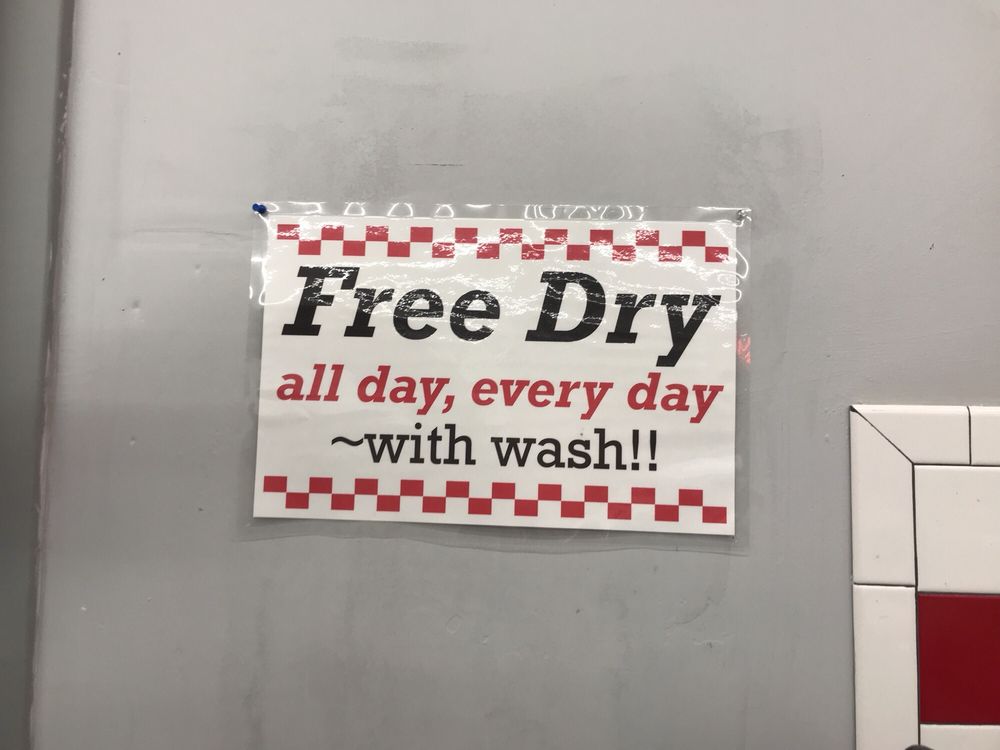 Free Dry
all day, every day
~with wash!!